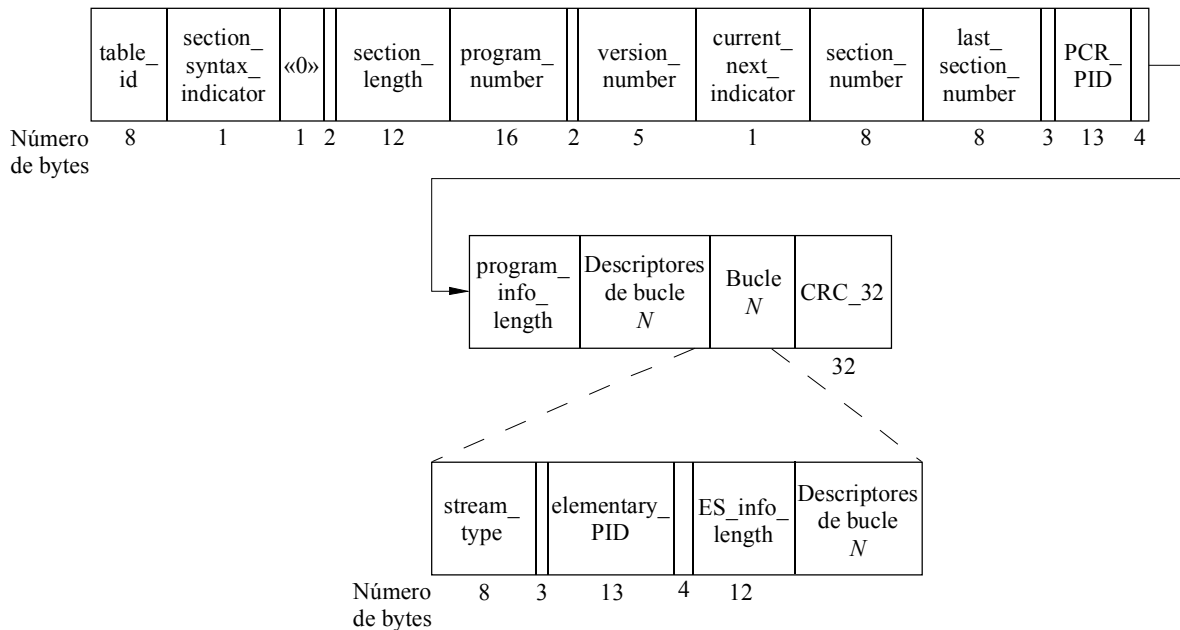 table_
id
section_
syntax_
indicator
«0»
section_
length
program_
number
version_
number
current_
next_
indicator
section_
number
last_
section_
number
PCR_
PID
Número
de bytes
8 1 1 2 12 16 2 5 1 8 8 3 13 4
program_
info_
length
Descriptores
de bucle
N
Bucle
N
CRC_32
32
stream_
type
elementary_
PID
ES_info_
length
Descriptores
de bucle
N
Número
de bytes
8 3 13 4 12